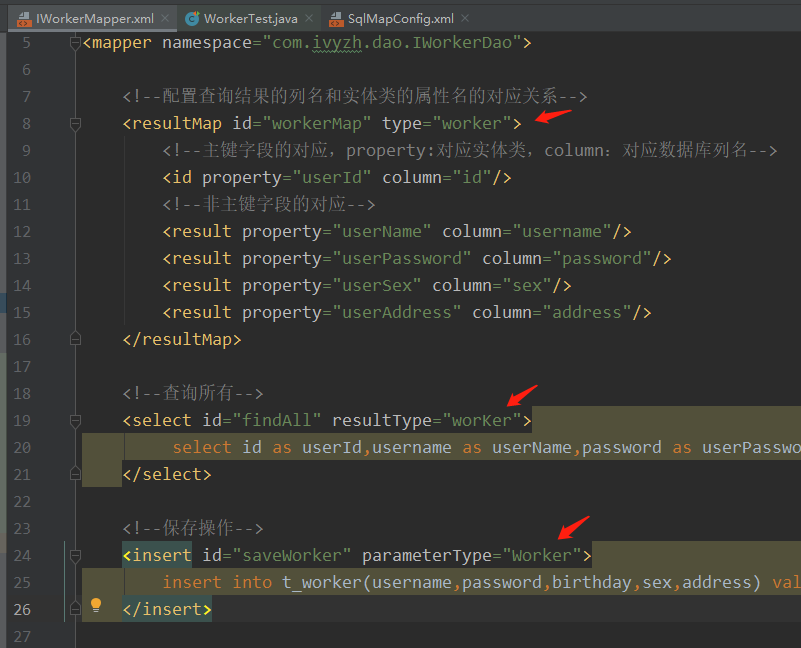 IWorkerMapper.xml × WorkerTest.java × SqlMapConfig.xml ×
5 <mapper namespace="com.ivyzh.dao.IWorkerDao">
6
7 <!--配置查询结果的列名和实体类的属性名的对应关系-->
8 <resultMap id="workerMap" type="worker">
9 <!--主键字段的对应，property:对应实体类，column：对应数据库列名-->
10 <id property="userId" column="id"/>
11 <!--非主键字段的对应-->
12 <result property="userName" column="username"/>
13 <result property="userPassword" column="password"/>
14 <result property="userSex" column="sex"/>
15 <result property="userAddress" column="address"/>
16 </resultMap>
17
18 <!--查询所有-->
19 <select id="findAll" resultType="worKer">
20 select id as userId,username as userName,password as userPasswo
21 </select>
22
23 <!--保存操作-->
24 <insert id="saveWorker" parameterType="Worker">
25 insert into t_worker(username,password,birthday,sex,address) val
26 </insert>
27